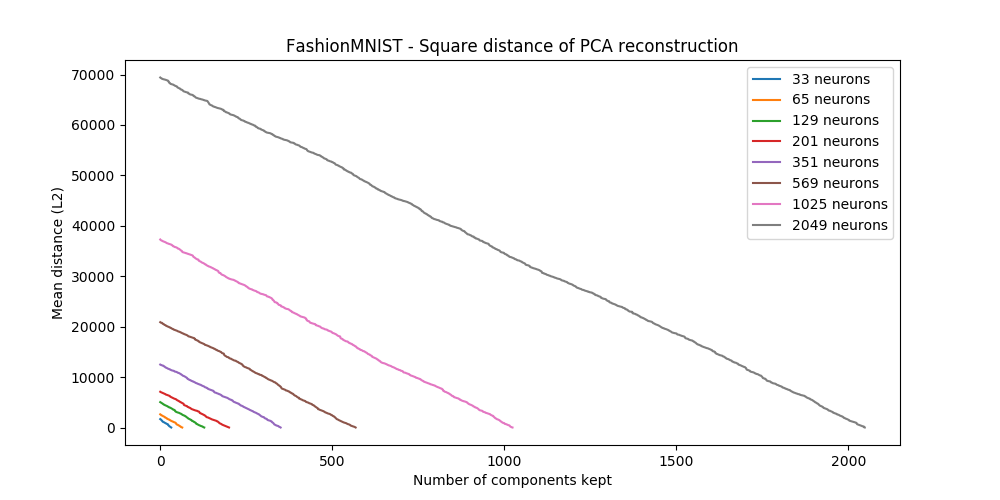 FashionMNIST - Square distance of PCA reconstruction
70000
60000
50000
40000
30000
20000
10000
0
Mean distance (L2)
33 neurons
65 neurons
129 neurons
201 neurons
351 neurons
569 neurons
1025 neurons
2049 neurons
0 500 1000 1500 2000
Number of components kept